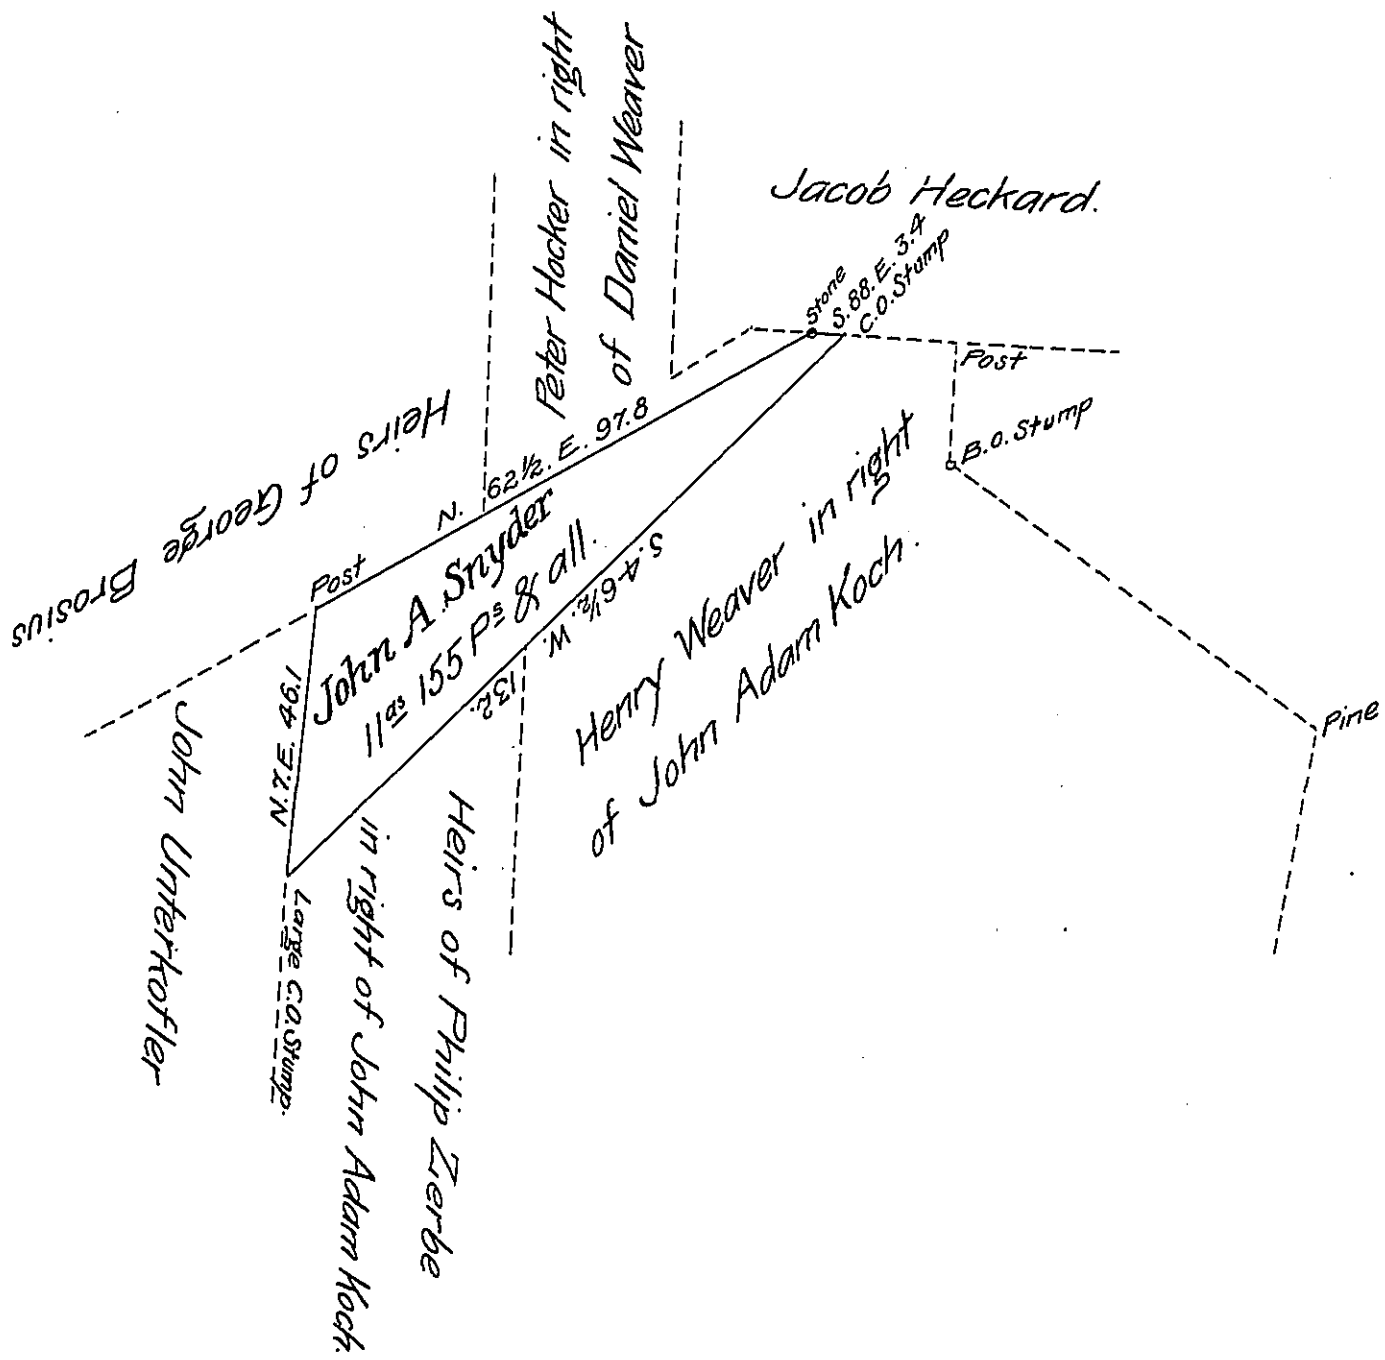 Peter Hocker in right
of Daniel Weaver
Jacob Heckard.
Stone
S. 88. E. 3.4
C.O. Stump
Post
B.O. Stump
Pine
Heirs of George Brosius
Post
N. 62½. E. 97.8
John A. Snyder
11as 155 Ps & all.
S. 46½. W. 132.
N. 7. E. 46.1
Henry Weaver in right
of John Adam Koch.
John Unterkofler
Large C.O. Stump.
Heirs of Philip Zerbe
in right of John Adam Koch.